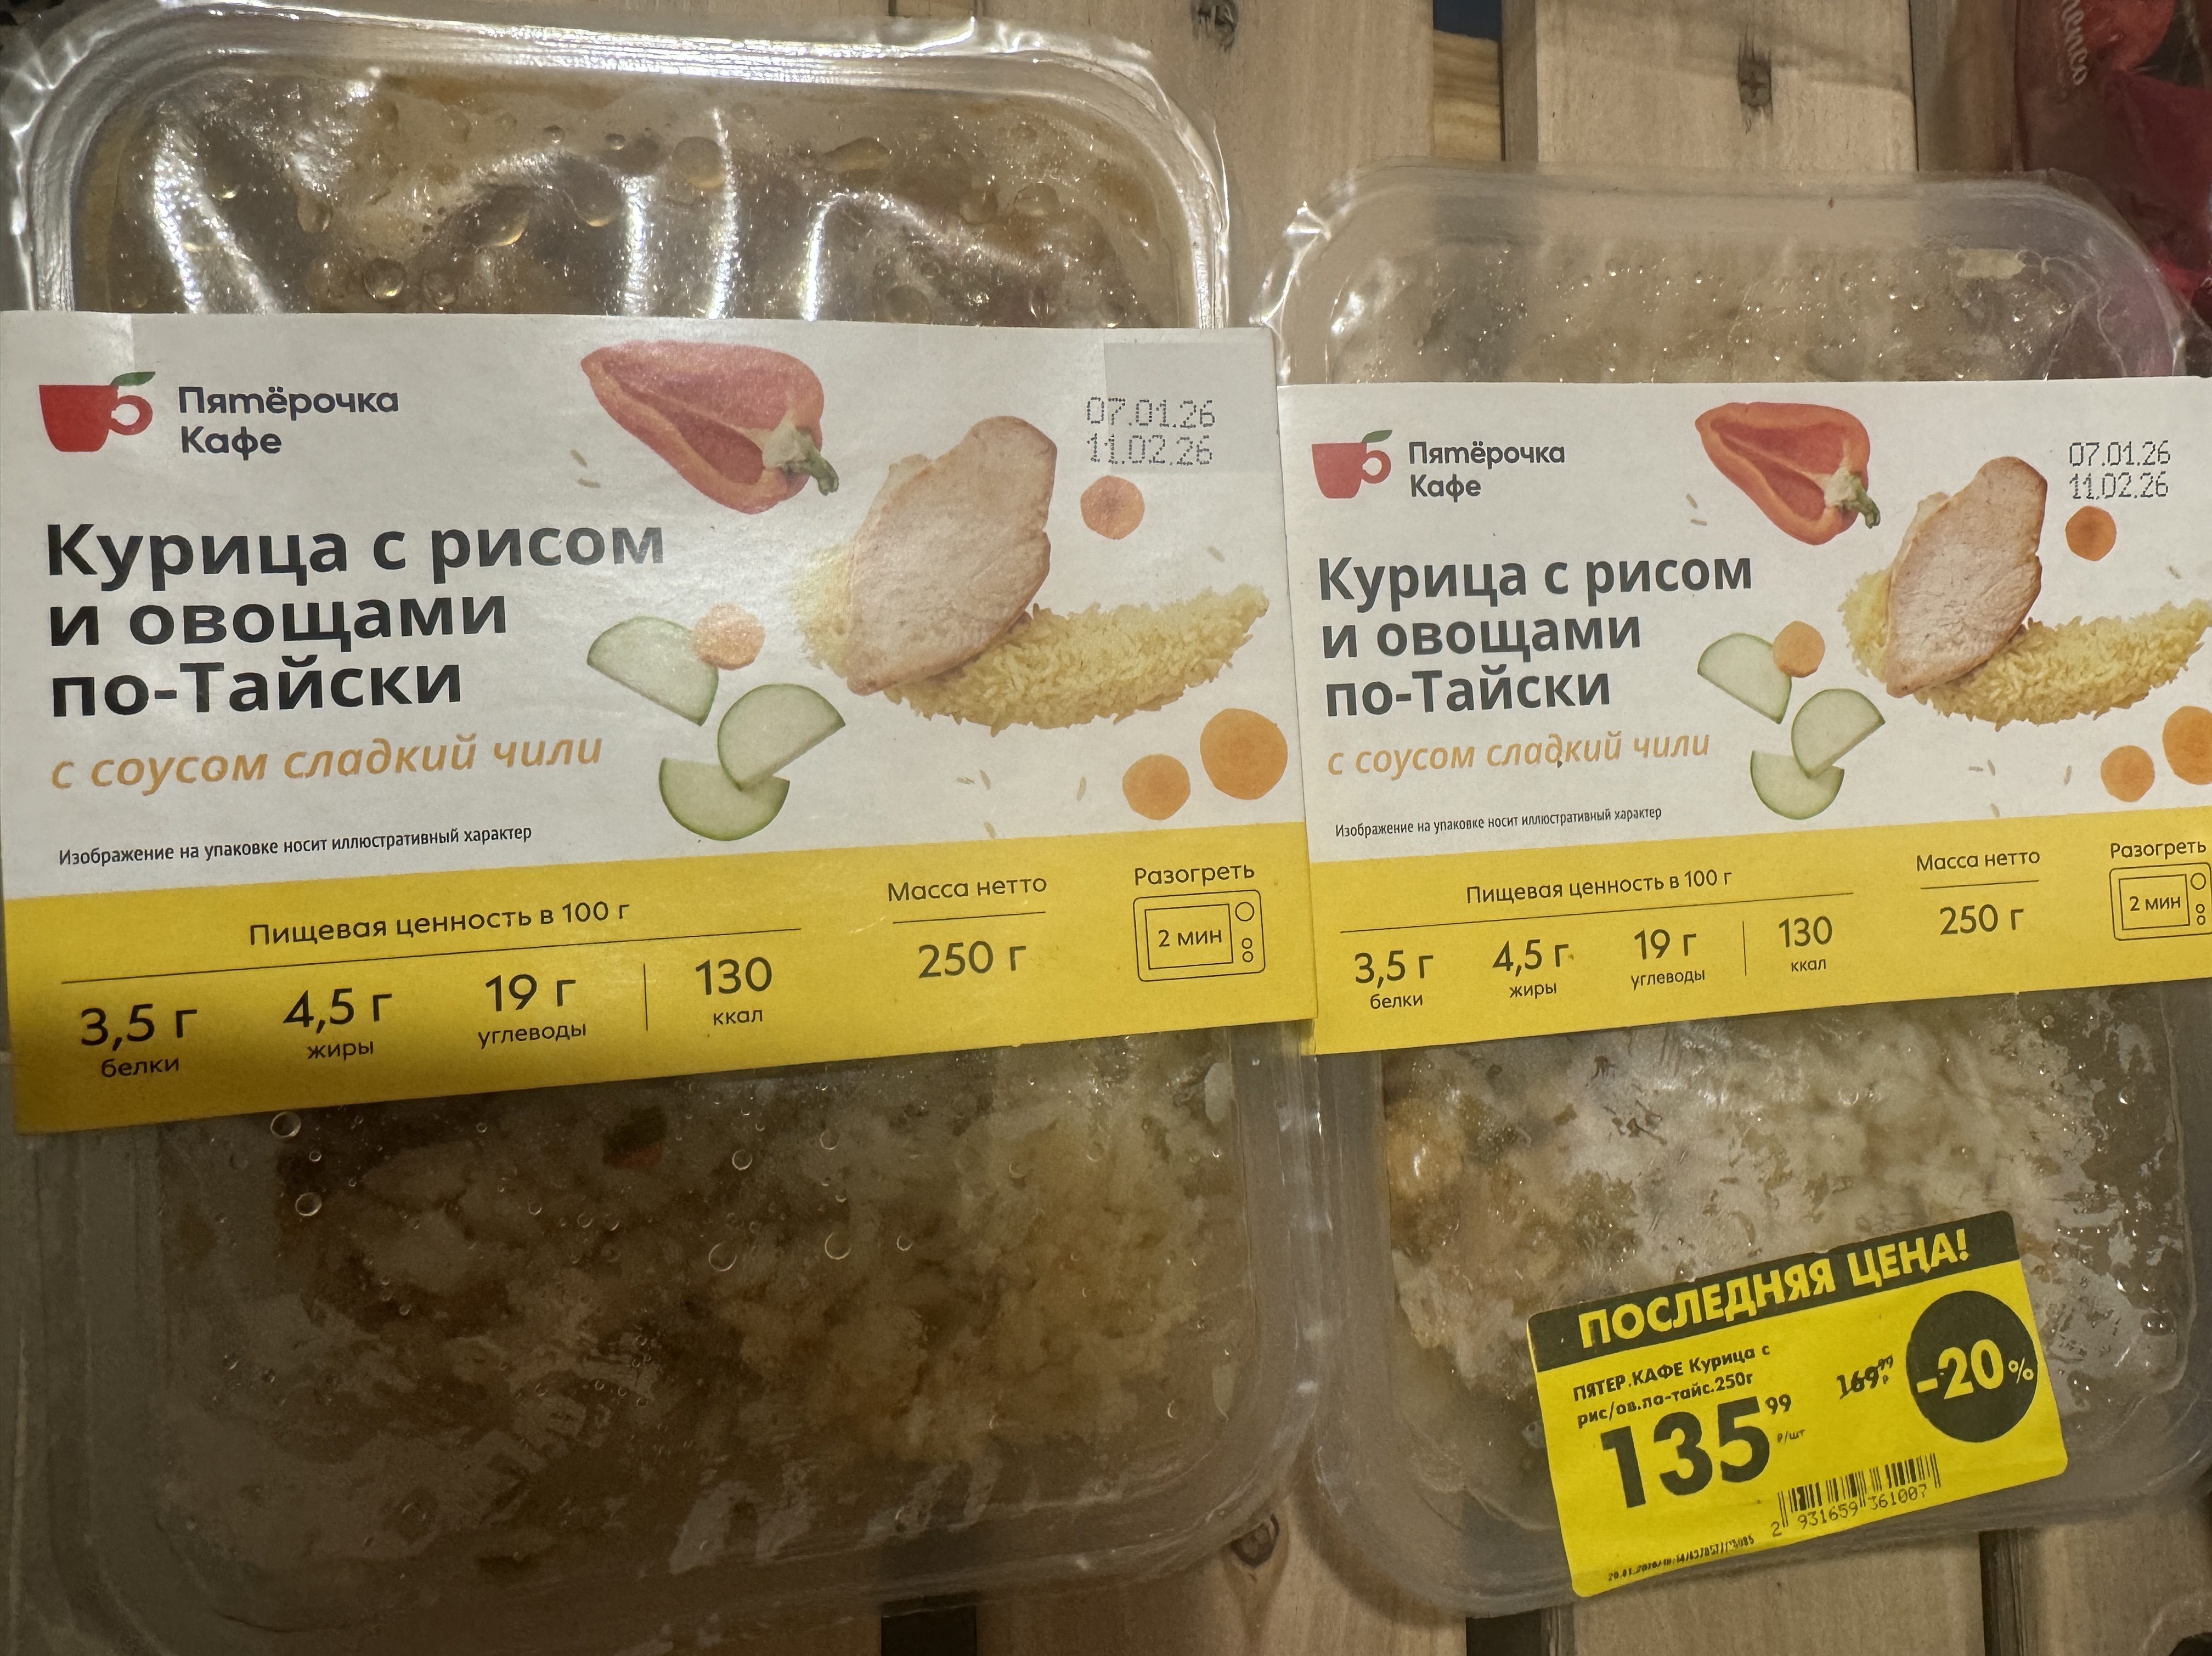 Пятёрочка
Кафе
07.01.26
11.02.26
Курица с рисом
и овощами
по-Тайски
с соусом сладкий чили
Изображение на упаковке носит иллюстративный характер
Пищевая ценность в 100 г
3,5 г
белки
4,5 г
жиры
19 г
углеводы
130
ккал
Масса нетто
250 г
Разогреть
2 мин
Пятёрочка
Кафе
07.01.26
11.02.26
Курица с рисом
и овощами
по-Тайски
с соусом сладкий чили
Изображение на упаковке носит иллюстративный характер
Пищевая ценность в 100 г
3,5 г
белки
4,5 г
жиры
19 г
углеводы
130
ккал
Масса нетто
250 г
Разогреть
2 мин
ПОСЛЕДНЯЯ ЦЕНА!
ПЯТЕР.КАФЕ Курица с
рис/ов.по-тайс.250г
135 99
₽/шт
169 99
-20%
2 931659 361007